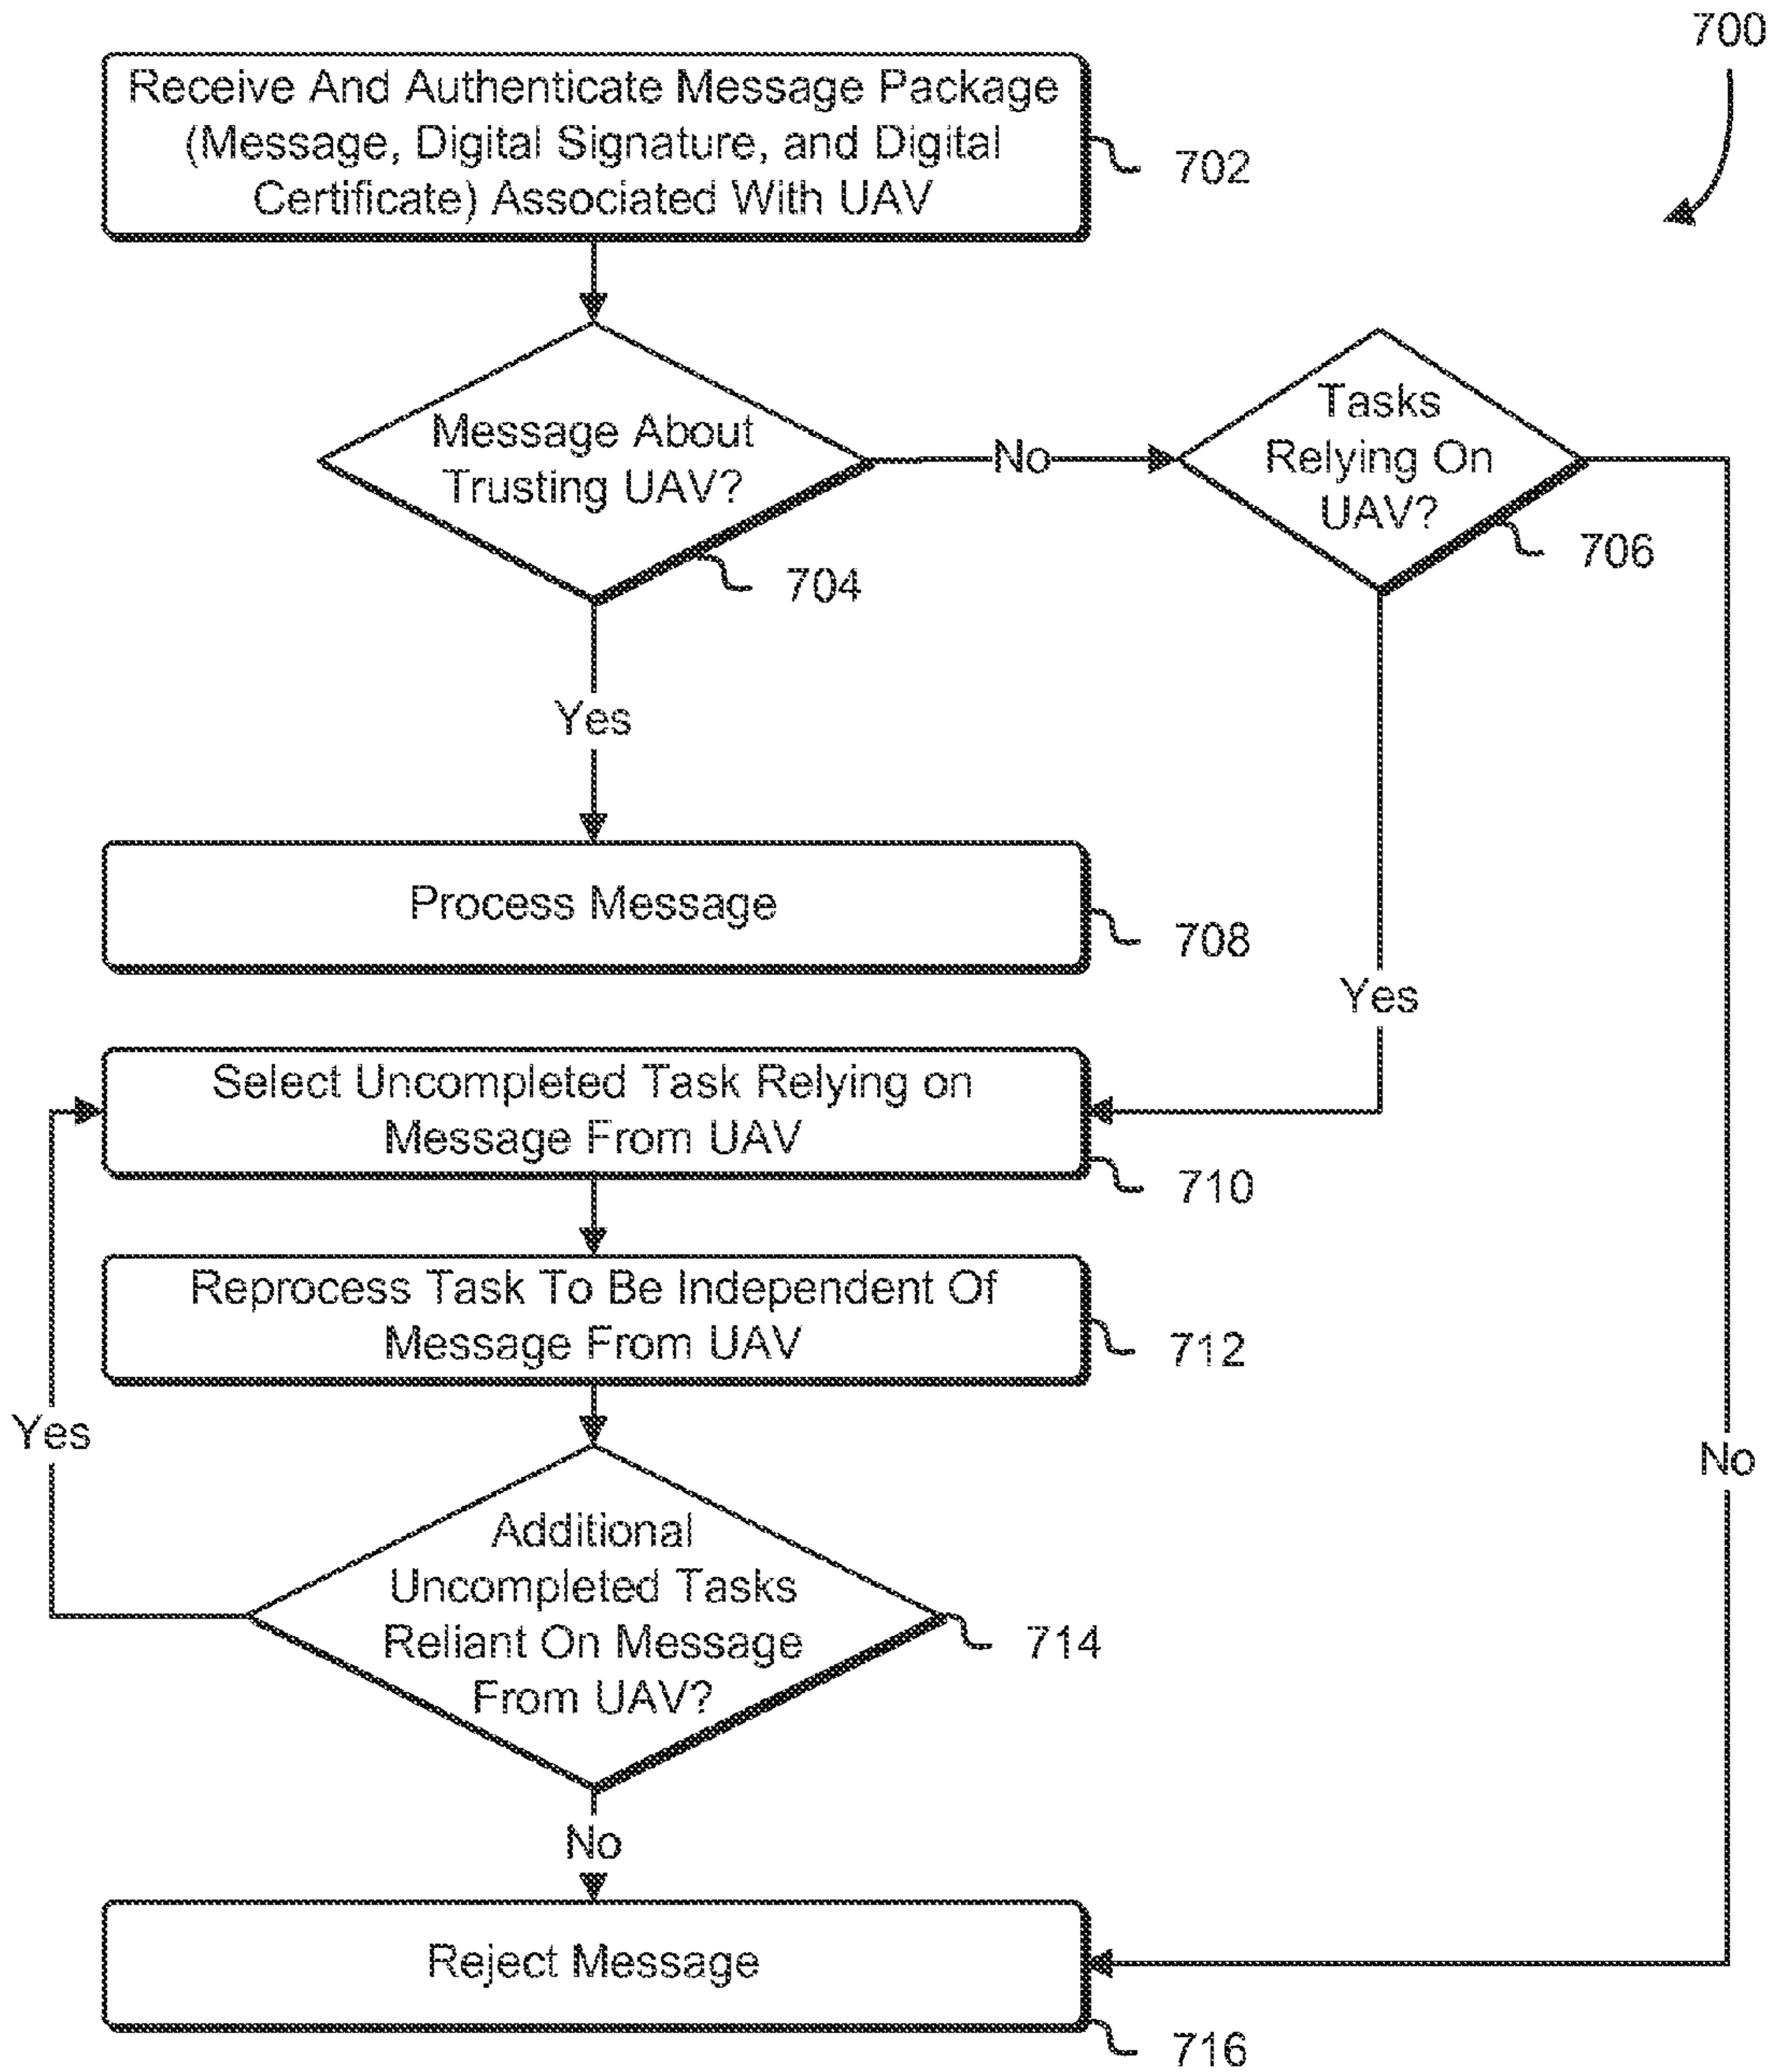 700
Receive And Authenticate Message Package
(Message, Digital Signature, and Digital
Certificate) Associated With UAV
702
Message About
Trusting UAV?
704
No
Tasks
Relying On
UAV?
706
Yes
Process Message
708
Yes
Select Uncompleted Task Relying on
Message From UAV
710
Reprocess Task To Be Independent Of
Message From UAV
712
Yes
No
Additional
Uncompleted Tasks
Reliant On Message
From UAV?
714
No
Reject Message
716